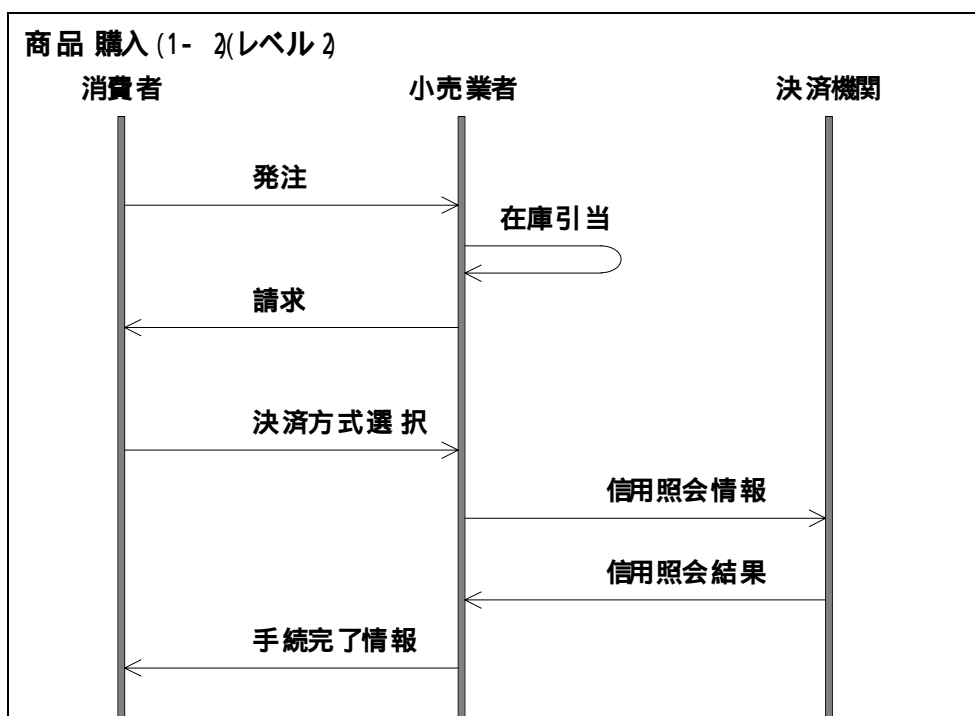 商品購入(1-2)(レベル2)
消費者 小売業者 決済機関
発注
在庫引当
請求
決済方式選択
信用照会情報
信用照会結果
手続完了情報